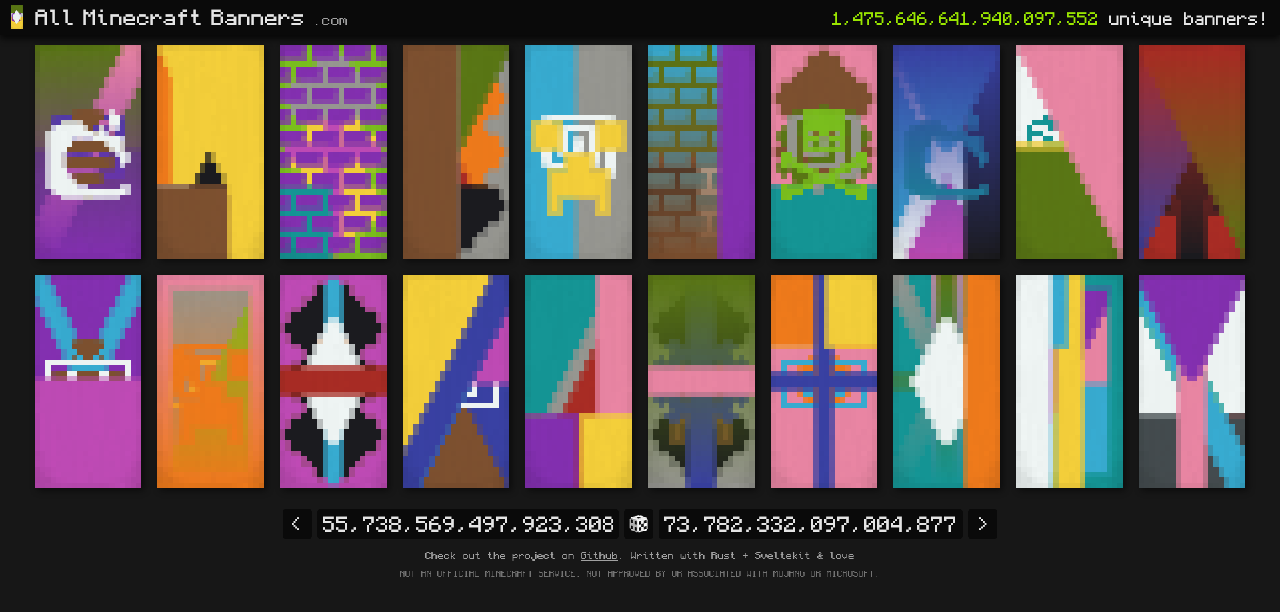 All Minecraft Banners .com
1,475,646,641,940,097,552 unique banners!
55,738,569,497,923,308 73,782,332,097,004,877
Check out the project on Github. Written with Rust + Sveltekit & love
NOT AN OFFICIAL MINECRAFT SERVICE. NOT APPROVED BY OR ASSOCIATED WITH MOJANG OR MICROSOFT.